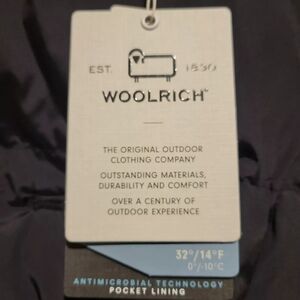 EST. 1830
WOOLRICH™
THE ORIGINAL OUTDOOR
CLOTHING COMPANY
OUTSTANDING MATERIALS,
DURABILITY AND COMFORT
OVER A CENTURY OF
OUTDOOR EXPERIENCE
32°/14°F
0°/-10°C
ANTIMICROBIAL TECHNOLOGY
POCKET LINING